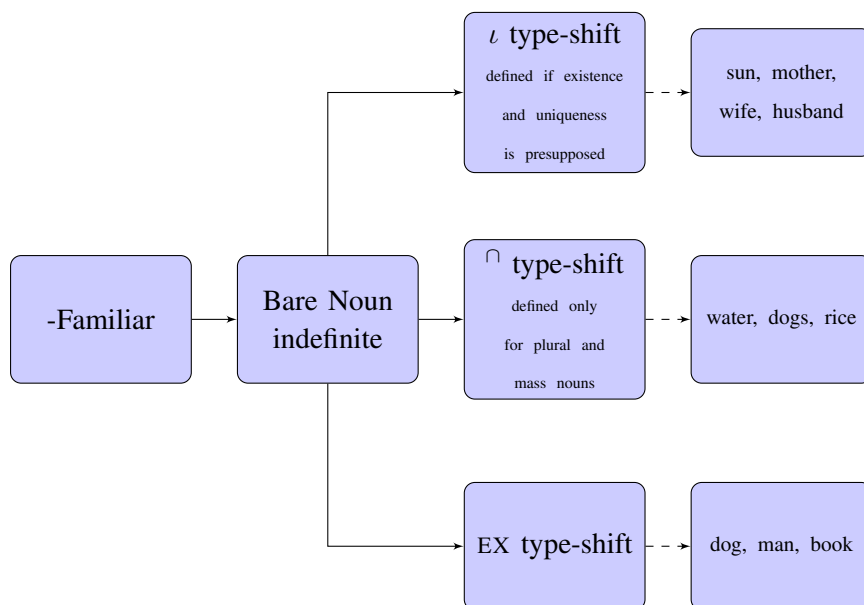 ι type-shift
defined if existence
and uniqueness
is presupposed
sun, mother,
wife, husband
-Familiar
Bare Noun
indefinite
∩ type-shift
defined only
for plural and
mass nouns
water, dogs, rice
EX type-shift
dog, man, book